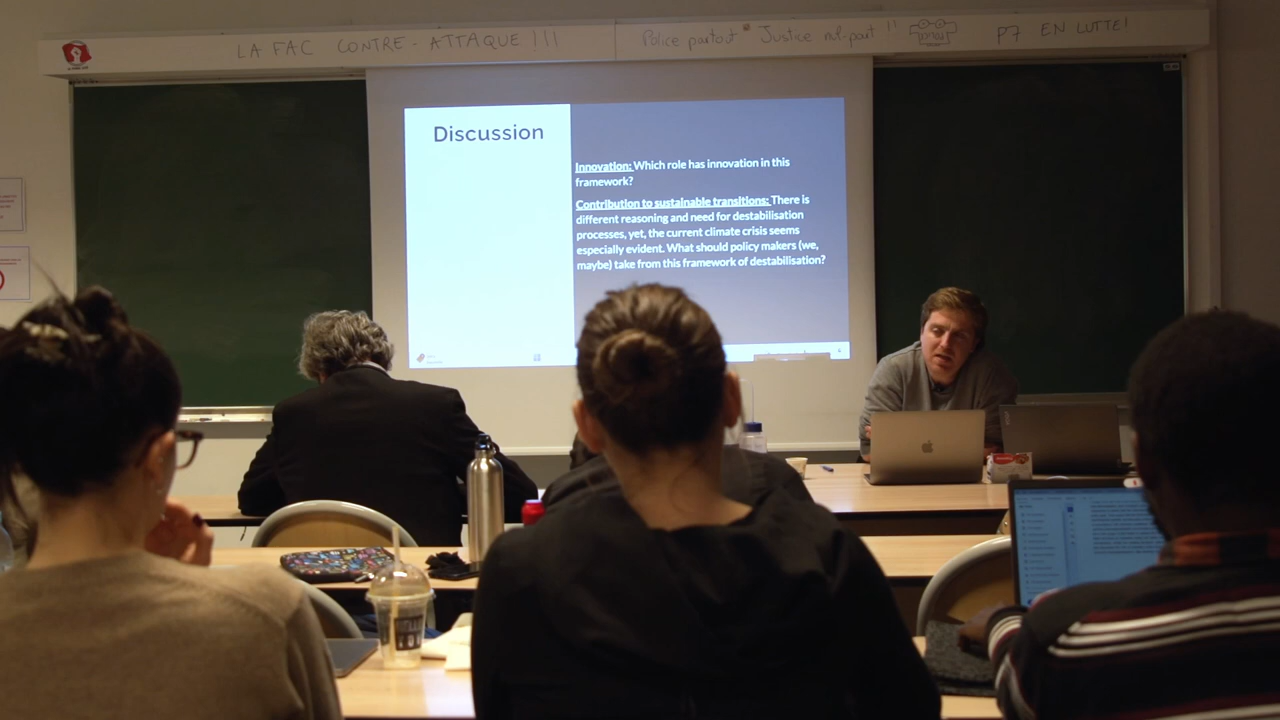 LA FAC CONTRE-ATTAQUE !!!
Police partout Justice nul-part !!
P7 EN LUTTE!
Discussion
Innovation: Which role has innovation in this
framework?
Contribution to sustainable transitions: There is
different reasoning and need for destabilisation
processes, yet, the current climate crisis seems
especially evident. What should policy makers (we,
maybe) take from this framework of destabilisation?